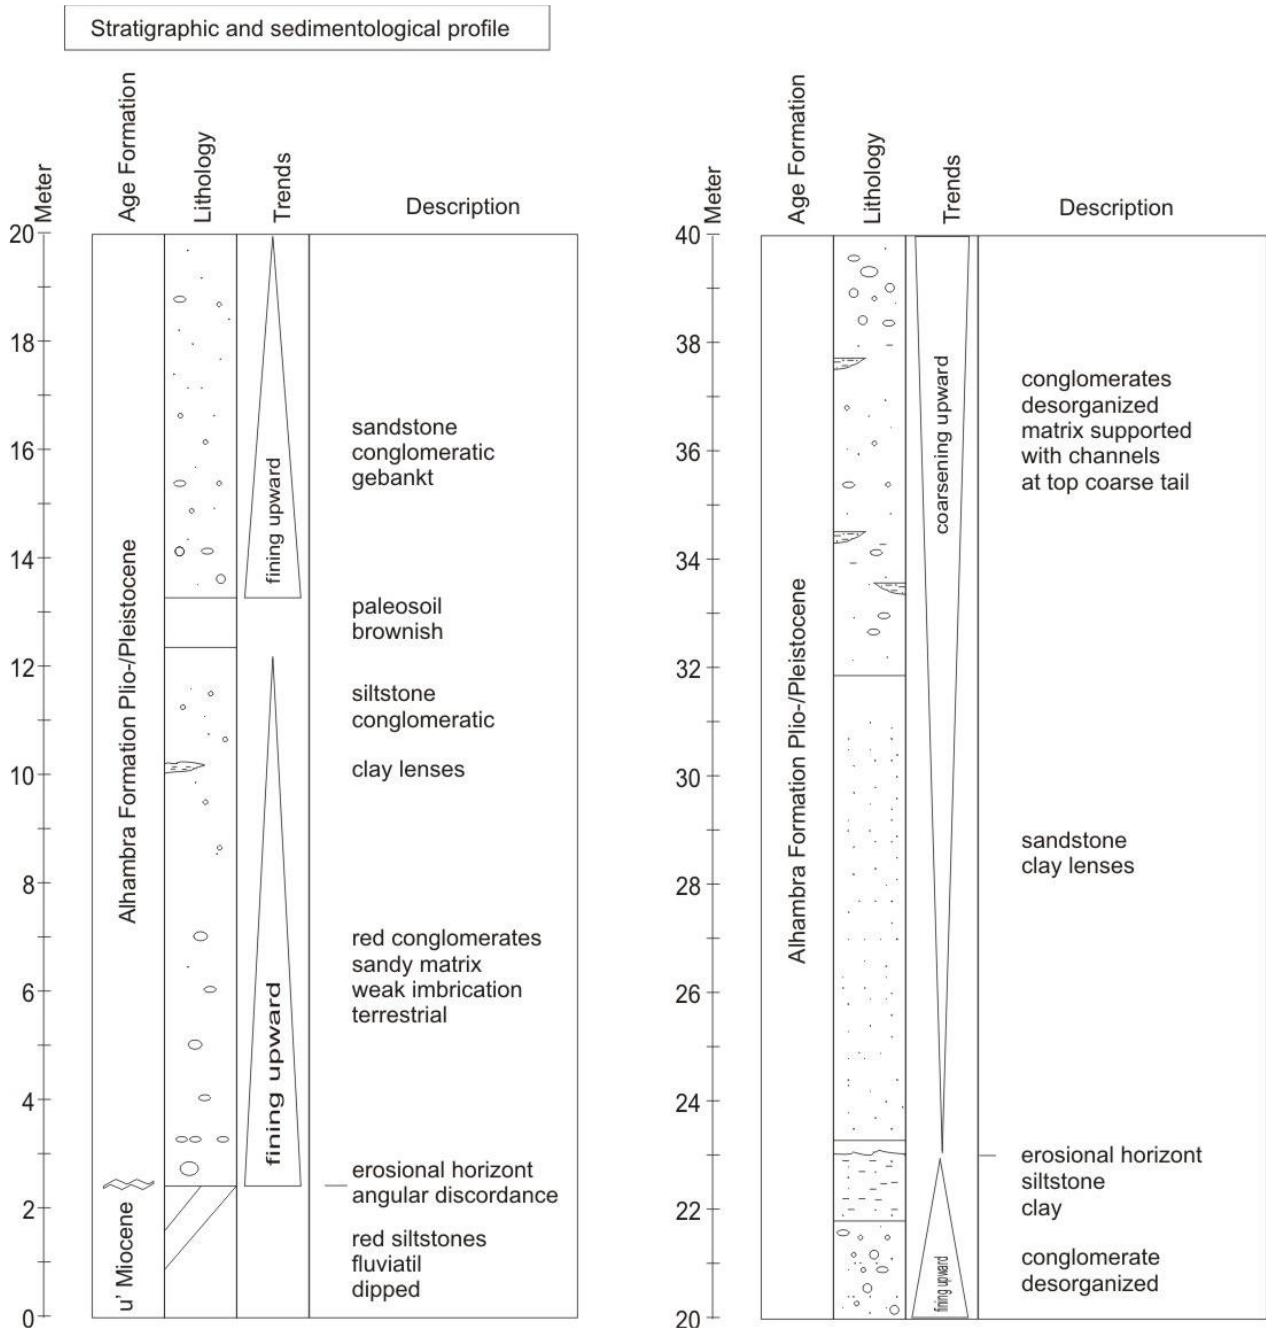 Stratigraphic and sedimentological profile
Meter
Age Formation
Lithology
Trends
Description
20
18
16
14
12
10
8
6
4
2
0
Alhambra Formation Plio-/Pleistocene
u' Miocene
fining upward
fining upward
sandstone
conglomeratic
gebankt
paleosoil
brownish
siltstone
conglomeratic
clay lenses
red conglomerates
sandy matrix
weak imbrication
terrestrial
erosional horizont
angular discordance
red siltstones
fluviatil
dipped
Meter
Age Formation
Lithology
Trends
Description
40
38
36
34
32
30
28
26
24
22
20
Alhambra Formation Plio-/Pleistocene
coarsening upward
fining upward
conglomerates
desorganized
matrix supported
with channels
at top coarse tail
sandstone
clay lenses
erosional horizont
siltstone
clay
conglomerate
desorganized